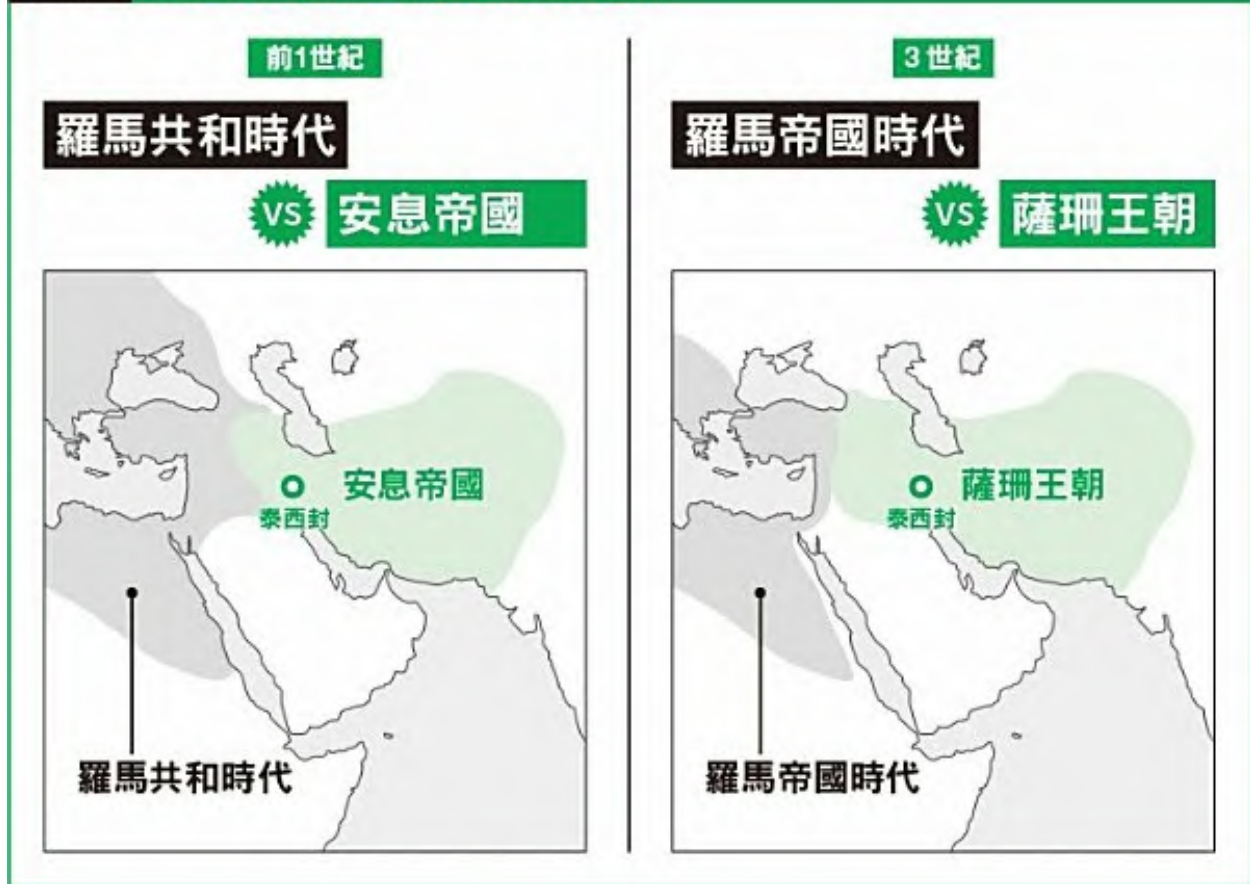 前1世紀
羅馬共和時代
VS 安息帝國
安息帝國
泰西封
羅馬共和時代
3世紀
羅馬帝國時代
VS 薩珊王朝
薩珊王朝
泰西封
羅馬帝國時代